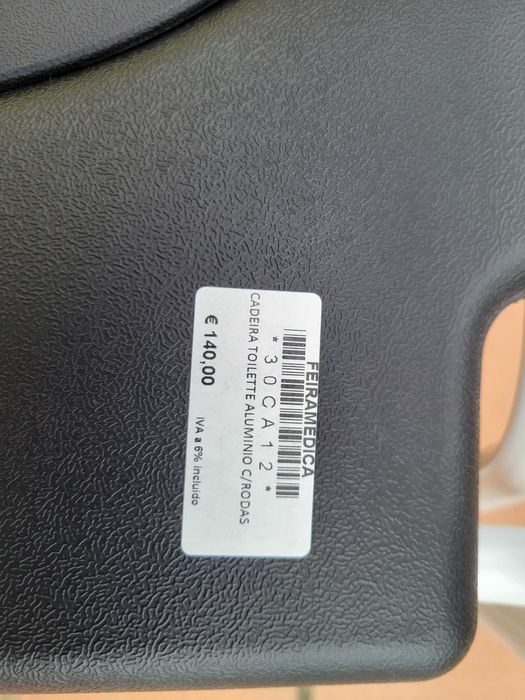 FEIRAMEDICA
* 3 0 C A 1 2 *
CADEIRA TOILETTE ALUMINIO C/RODAS
€ 140,00
IVA a 6% incluído